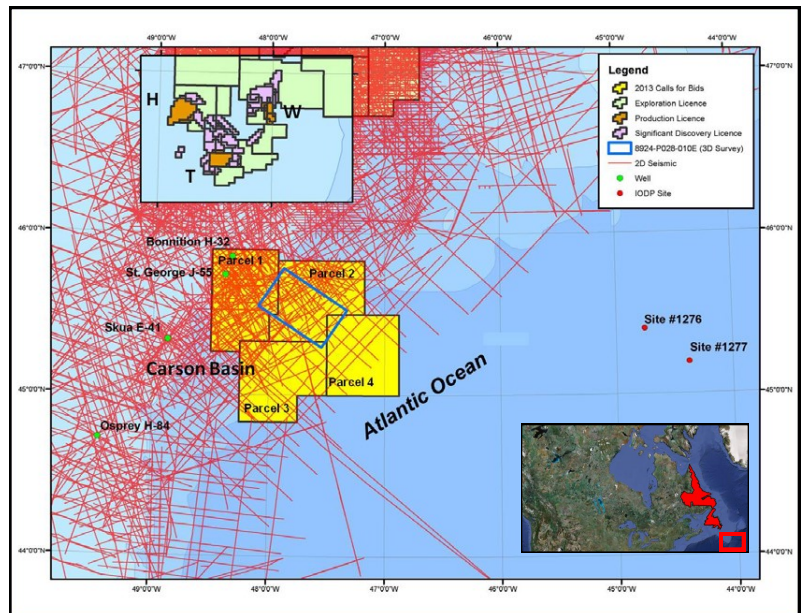 49°0'0"W
48°0'0"W
47°0'0"W
46°0'0"W
45°0'0"W
44°0'0"W
47°0'0"N
47°0'0"N
H
W
T
Legend
2013 Calls for Bids
Exploration Licence
Production Licence
Significant Discovery Licence
8924-P028-010E (3D Survey)
2D Seismic
Well
IODP Site
46°0'0"N
46°0'0"N
Bonnition H-32
Parcel 1
St. George J-55
Parcel 2
Skua E-41
Site #1276
Site #1277
Carson Basin
Atlantic Ocean
45°0'0"N
45°0'0"N
Parcel 4
Parcel 3
Osprey H-84
44°0'0"N
44°0'0"N
49°0'0"W
48°0'0"W
47°0'0"W
46°0'0"W
45°0'0"W
44°0'0"W